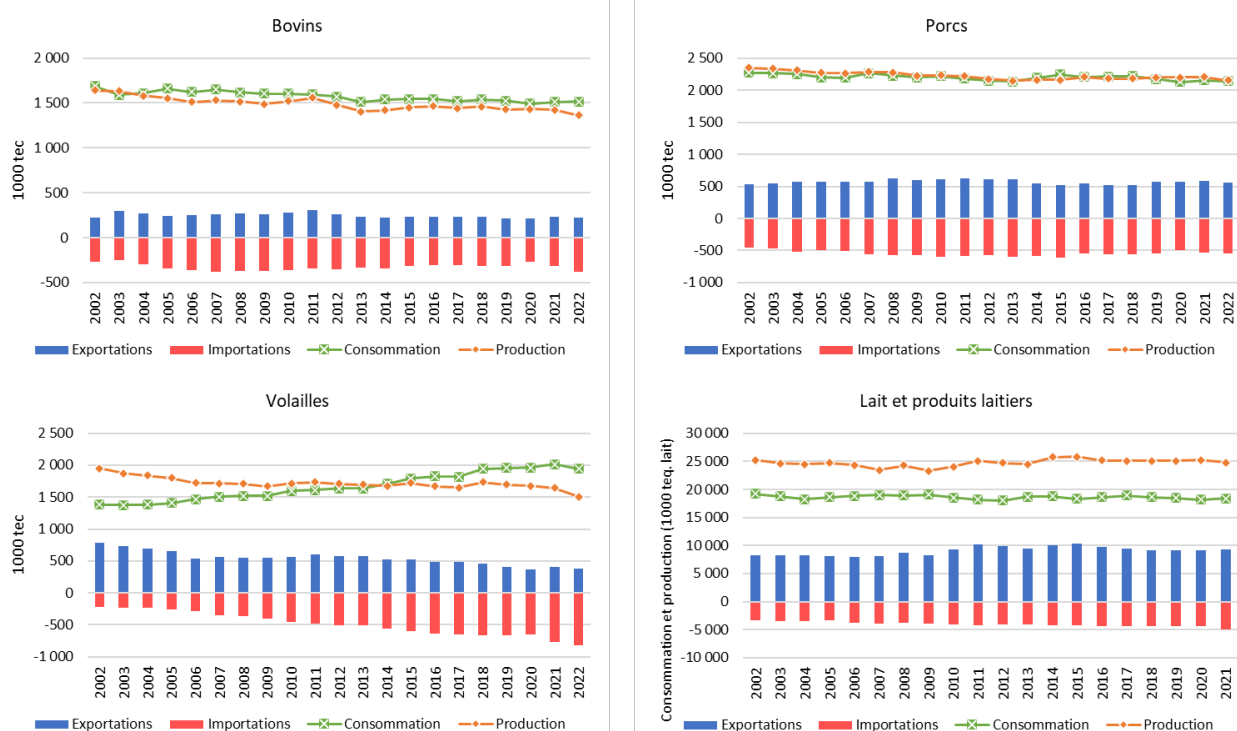 Bovins
2 000
1 500
1 000
500
0
-500
1000 tec
2002 2003 2004 2005 2006 2007 2008 2009 2010 2011 2012 2013 2014 2015 2016 2017 2018 2019 2020 2021 2022
Exportations Importations Consommation Production
Porcs
2 500
2 000
1 500
1 000
500
0
-500
-1 000
1000 tec
2002 2003 2004 2005 2006 2007 2008 2009 2010 2011 2012 2013 2014 2015 2016 2017 2018 2019 2020 2021 2022
Exportations Importations Consommation Production
Volailles
2 500
2 000
1 500
1 000
500
0
-500
-1 000
1000 tec
2002 2003 2004 2005 2006 2007 2008 2009 2010 2011 2012 2013 2014 2015 2016 2017 2018 2019 2020 2021 2022
Exportations Importations Consommation Production
Lait et produits laitiers
30 000
25 000
20 000
15 000
10 000
5 000
0
-5 000
-10 000
Consommation et production (1000 teq. lait)
2002 2003 2004 2005 2006 2007 2008 2009 2010 2011 2012 2013 2014 2015 2016 2017 2018 2019 2020 2021
Exportations Importations Consommation Production